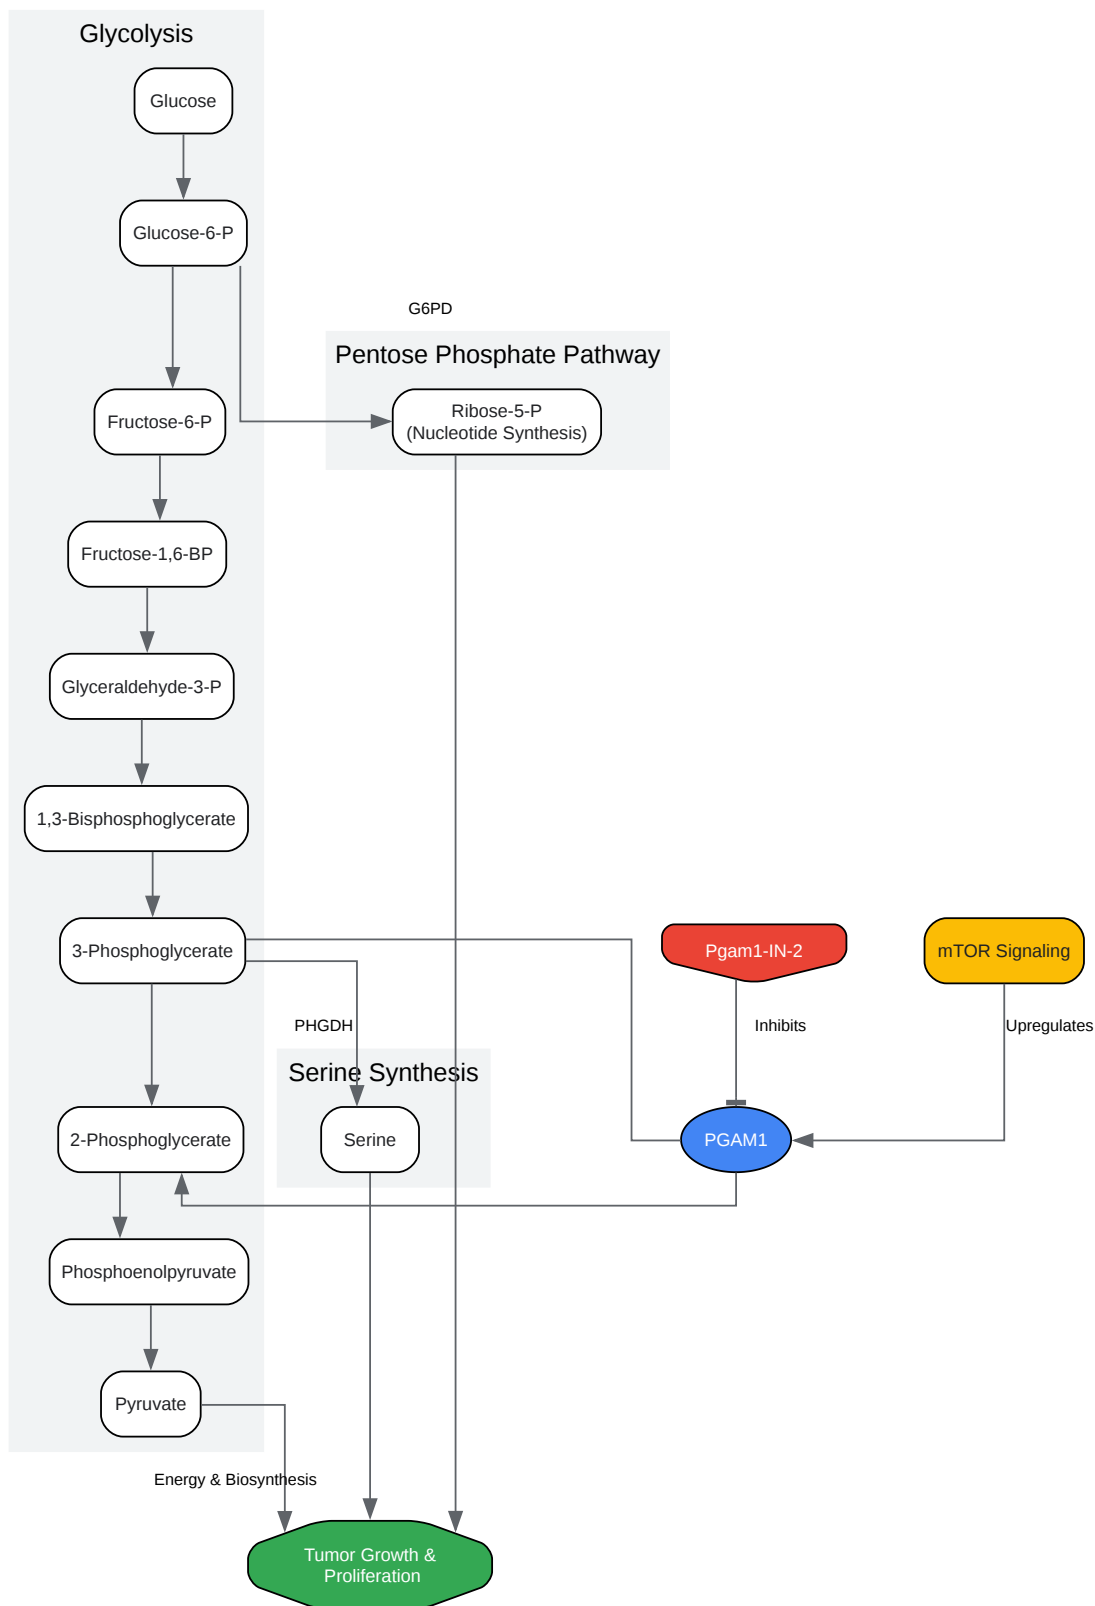 Glycolysis
Glucose
Glucose-6-P
G6PD
Pentose Phosphate Pathway
Ribose-5-P
(Nucleotide Synthesis)
Fructose-6-P
Fructose-1,6-BP
Glyceraldehyde-3-P
1,3-Bisphosphoglycerate
3-Phosphoglycerate
Pgam1-IN-2
mTOR Signaling
PHGDH
Inhibits
Upregulates
Serine Synthesis
2-Phosphoglycerate
Serine
PGAM1
Phosphoenolpyruvate
Pyruvate
Energy & Biosynthesis
Tumor Growth &
Proliferation